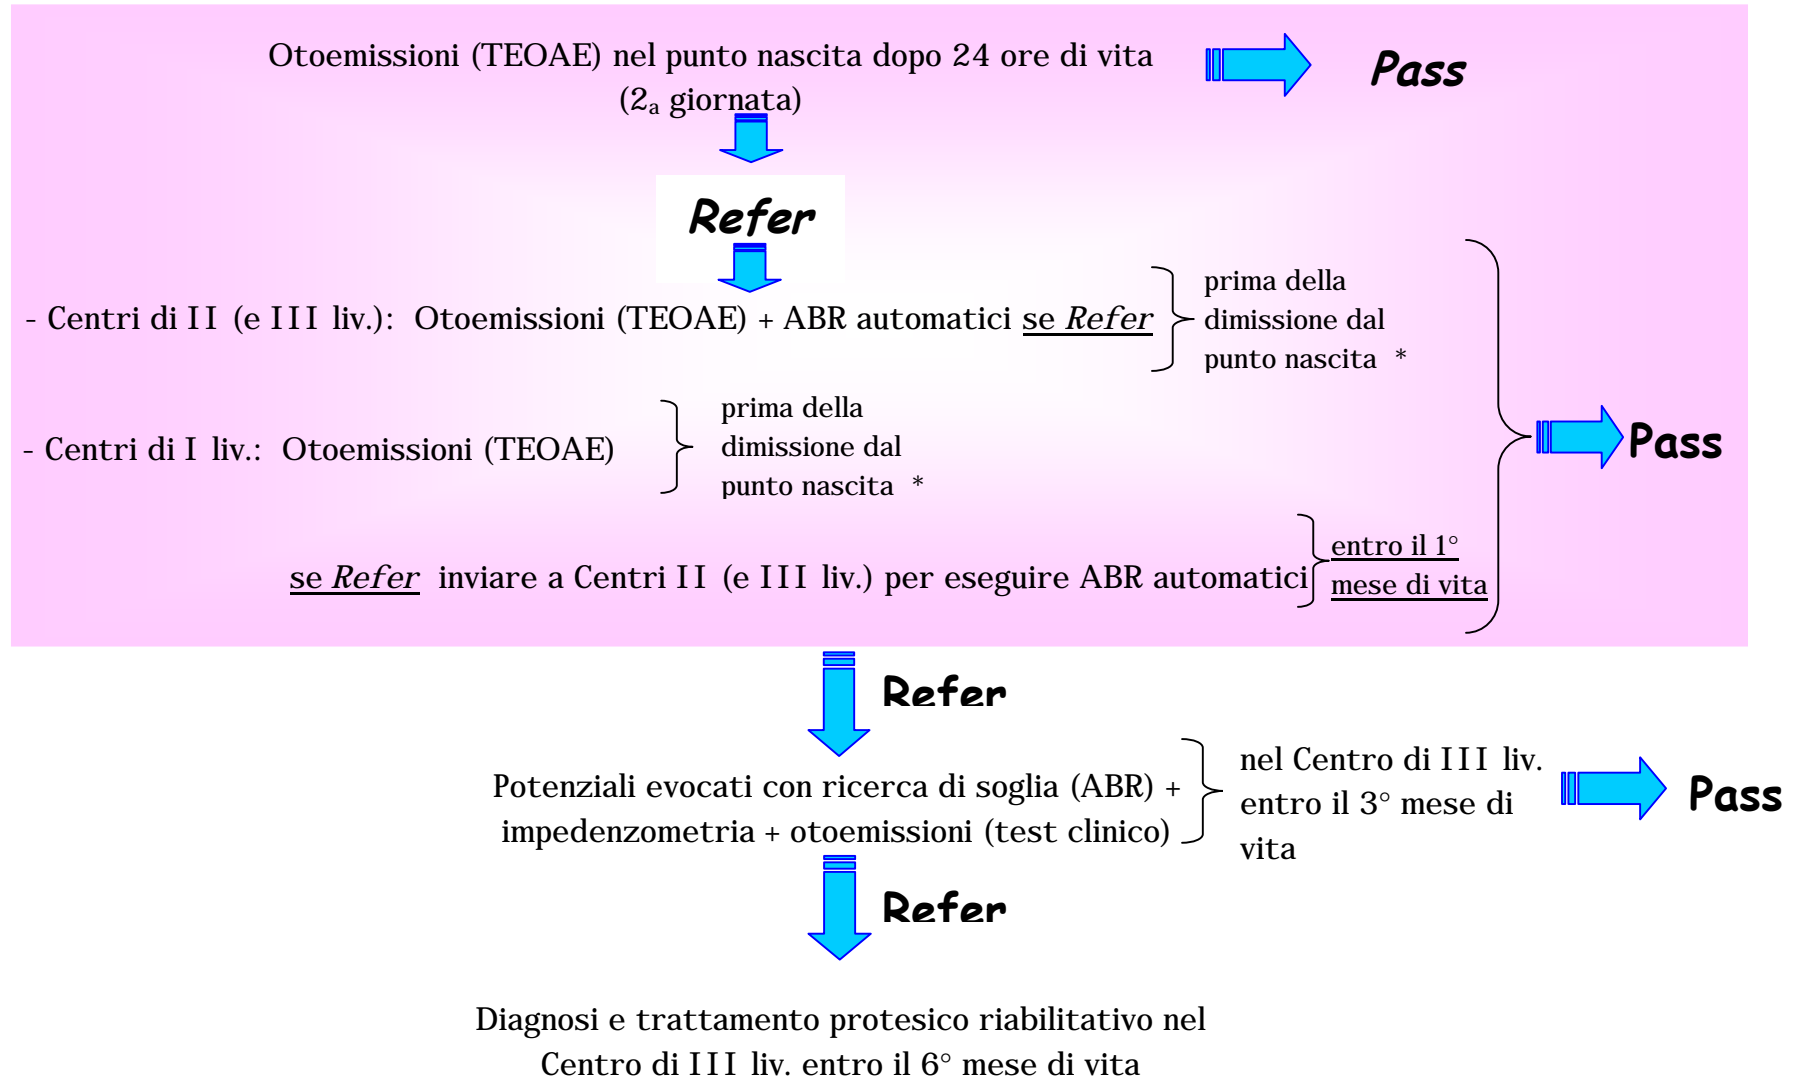 Otoemissioni (TEOAE) nel punto nascita dopo 24 ore di vita
(2a giornata)
Pass
Refer
- Centri di II (e III liv.): Otoemissioni (TEOAE) + ABR automatici se Refer
prima della
dimissione dal
punto nascita *
- Centri di I liv.: Otoemissioni (TEOAE)
prima della
dimissione dal
punto nascita *
Pass
se Refer inviare a Centri II (e III liv.) per eseguire ABR automatici
entro il 1°
mese di vita
Refer
Potenziali evocati con ricerca di soglia (ABR) +
impedenzometria + otoemissioni (test clinico)
nel Centro di III liv.
entro il 3° mese di
vita
Pass
Refer
Diagnosi e trattamento protesico riabilitativo nel
Centro di III liv. entro il 6° mese di vita